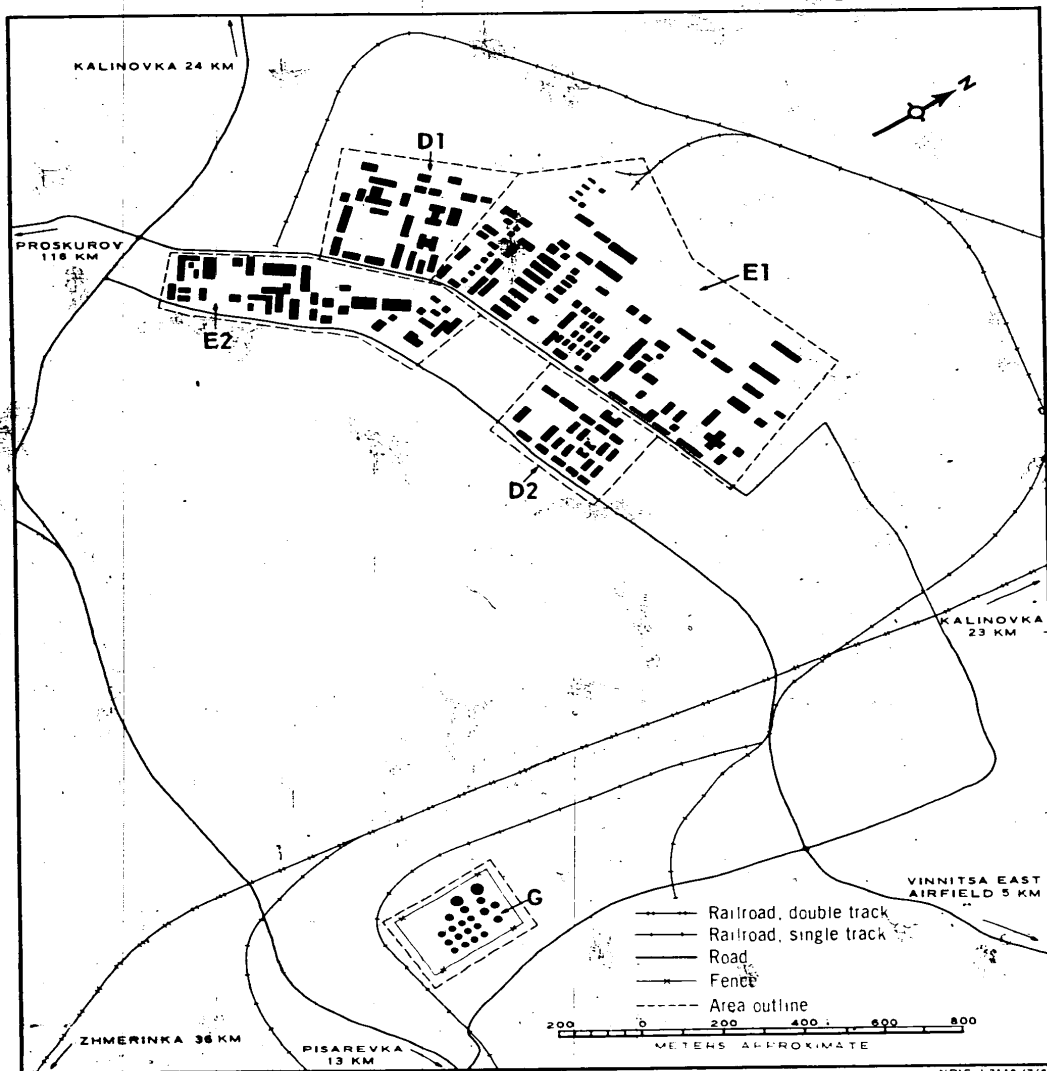 KALINOVKA 24 KM
N
D1
PROSKUROV
116 KM
E1
E2
D2
KALINOVKA
23 KM
VINNITSA EAST
AIRFIELD 5 KM
G
Railroad, double track
Railroad, single track
Road
Fence
Area outline
200 0 200 400 600 800
METERS APPROXIMATE
ZHMERINKA 36 KM
PISAREVKA
13 KM